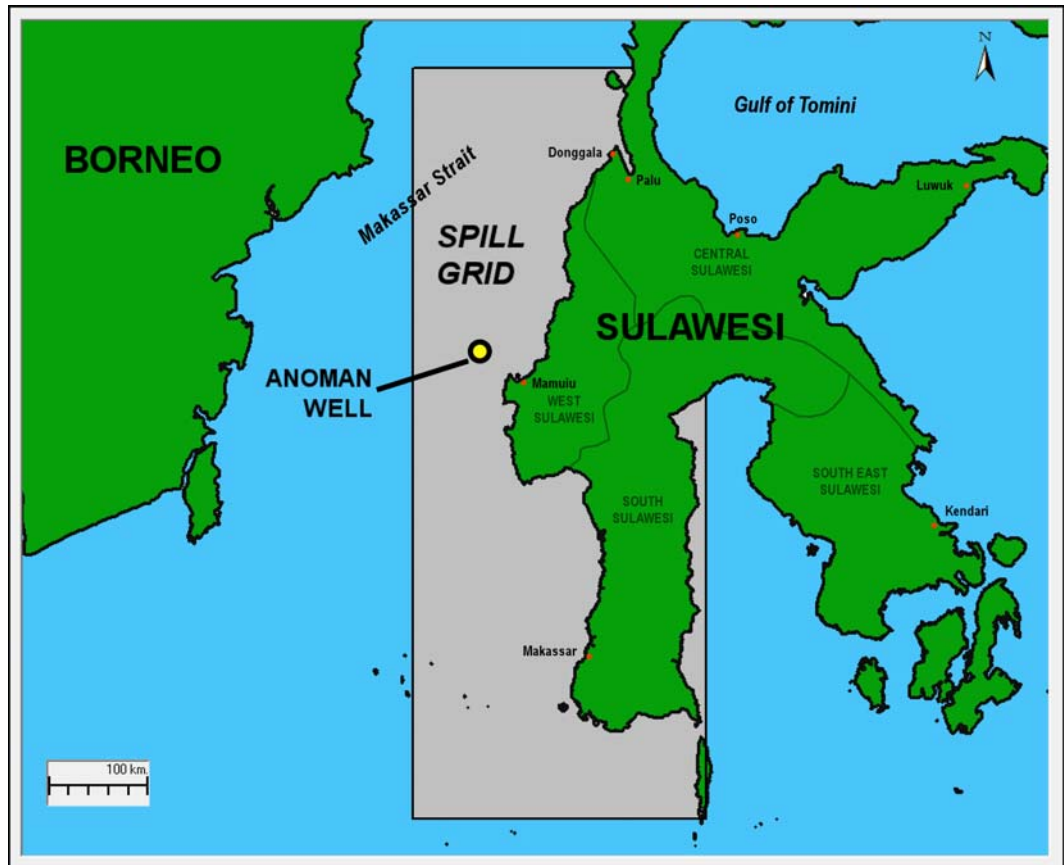 N
Gulf of Tomini
BORNEO
Makassar Strait
Donggala
Palu
Luwuk
Poso
SPILL
GRID
CENTRAL
SULAWESI
SULAWESI
ANOMAN
WELL
Mamuiu
WEST
SULAWESI
SOUTH EAST
SULAWESI
SOUTH
SULAWESI
Kendari
Makassar
100 km.